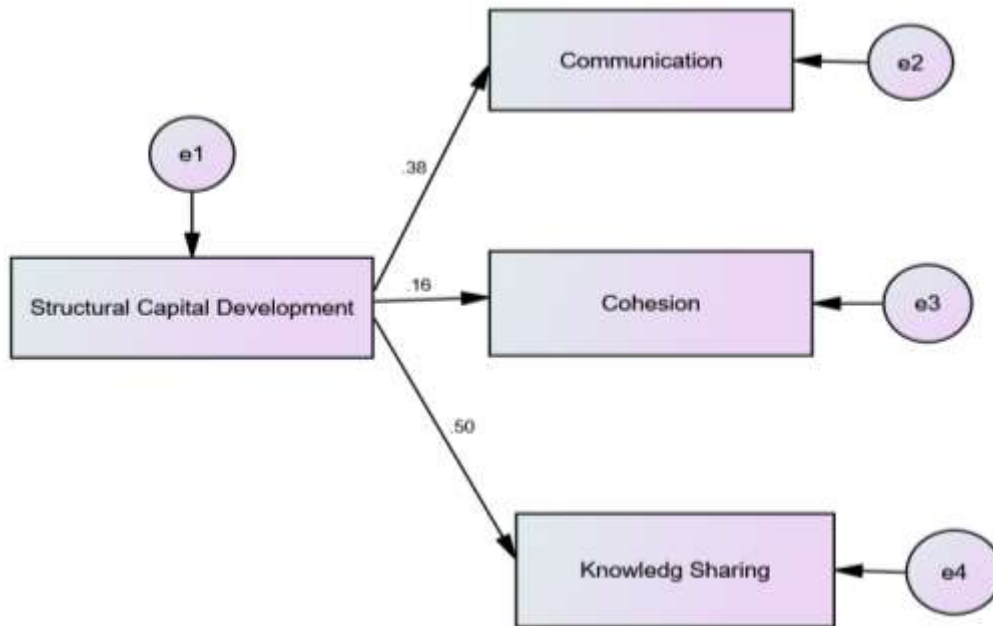 Communication
e2
e1
.38
Structural Capital Development
.16
Cohesion
e3
.50
Knowledg Sharing
e4